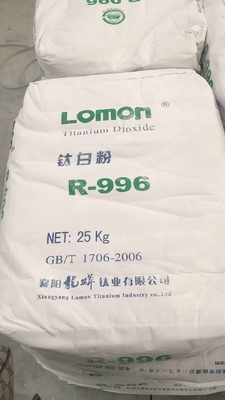 LOMON ®
Titanium Dioxide
钛白粉
R-996
NET: 25 Kg
GB/T 1706-2006
襄阳龙蟒钛业有限公司
Xiangyang Lomon Titanium Industry co.Ltd
R-996